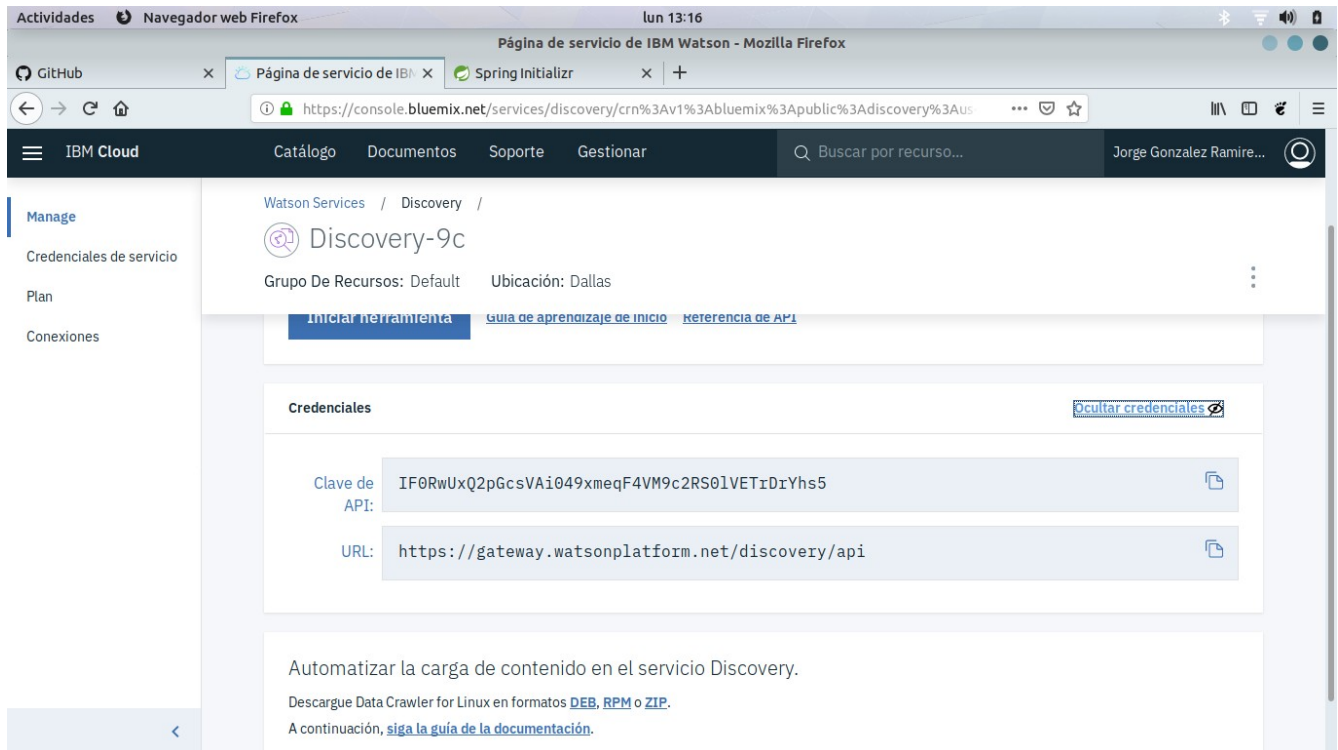 Actividades Navegador web Firefox lun 13:16
Página de servicio de IBM Watson - Mozilla Firefox
GitHub Página de servicio de IBN Spring Initializr
https://console.bluemix.net/services/discovery/crn%3Av1%3Abluemix%3Apublic%3Adiscovery%3Aus
IBM Cloud Catálogo Documentos Soporte Gestionar Buscar por recurso... Jorge Gonzalez Ramire...
Manage
Credenciales de servicio
Plan
Conexiones
Watson Services / Discovery /
Discovery-9c
Grupo De Recursos: Default Ubicación: Dallas
Iniciar herramienta Guía de aprendizaje de inicio Referencia de API
Credenciales Ocultar credenciales
Clave de API: IF0RwUxQ2pGcsVAi049xmeqF4VM9c2RS0lVETrDrYhs5
URL: https://gateway.watsonplatform.net/discovery/api
Automatizar la carga de contenido en el servicio Discovery.
Descargue Data Crawler for Linux en formatos DEB, RPM o ZIP.
A continuación, siga la guía de la documentación.